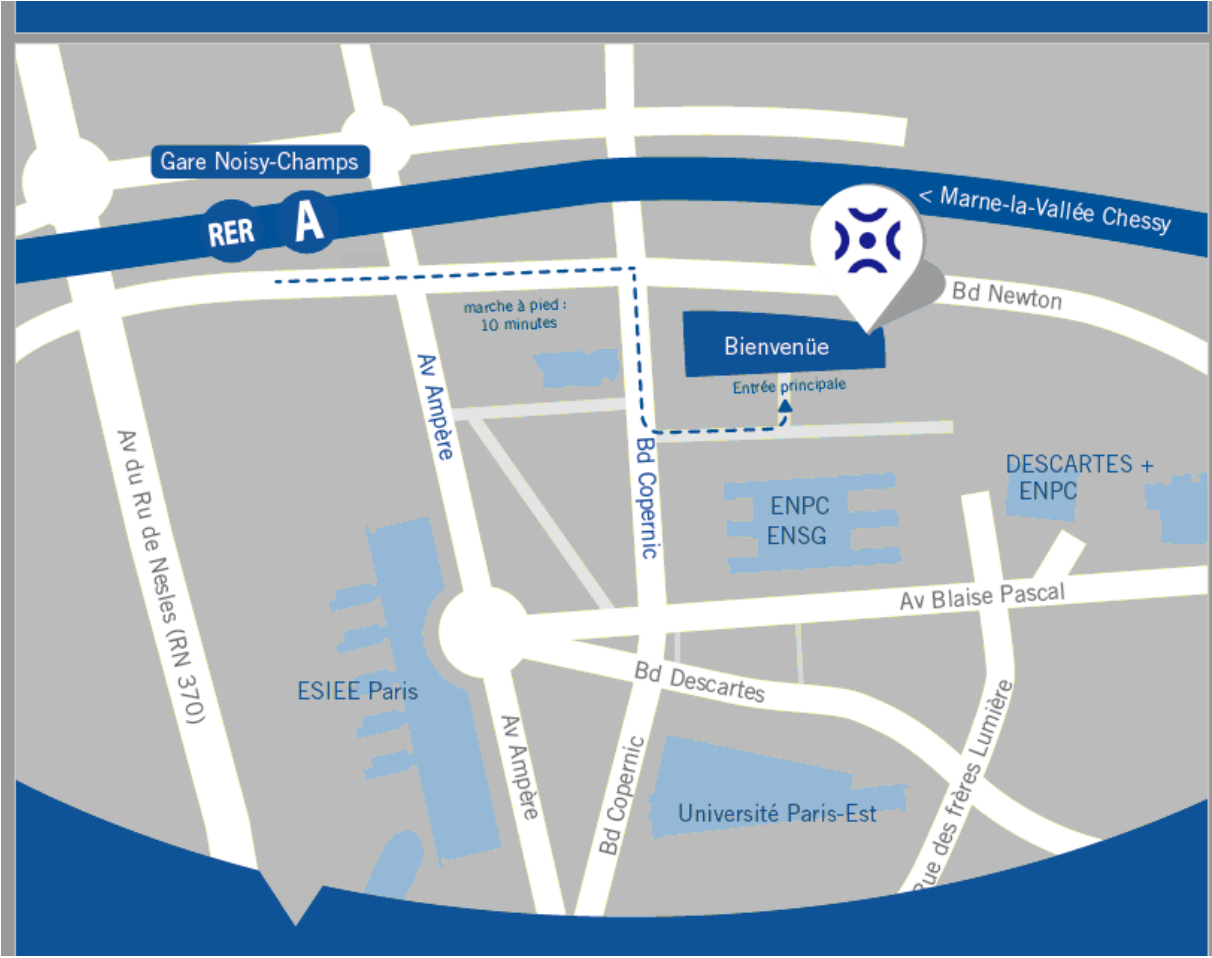 Gare Noisy-Champs
RER A
< Marne-la-Vallée Chessy
Bd Newton
marche à pied :
10 minutes
Bienvenüe
Entrée principale
Av Ampère
Av du Ru de Nesles (RN 370)
Bd Copernic
DESCARTES +
ENPC
ENPC
ENSG
Av Blaise Pascal
ESIEE Paris
Bd Descartes
Av Ampère
Bd Copernic
Rue des frères Lumière
Université Paris-Est